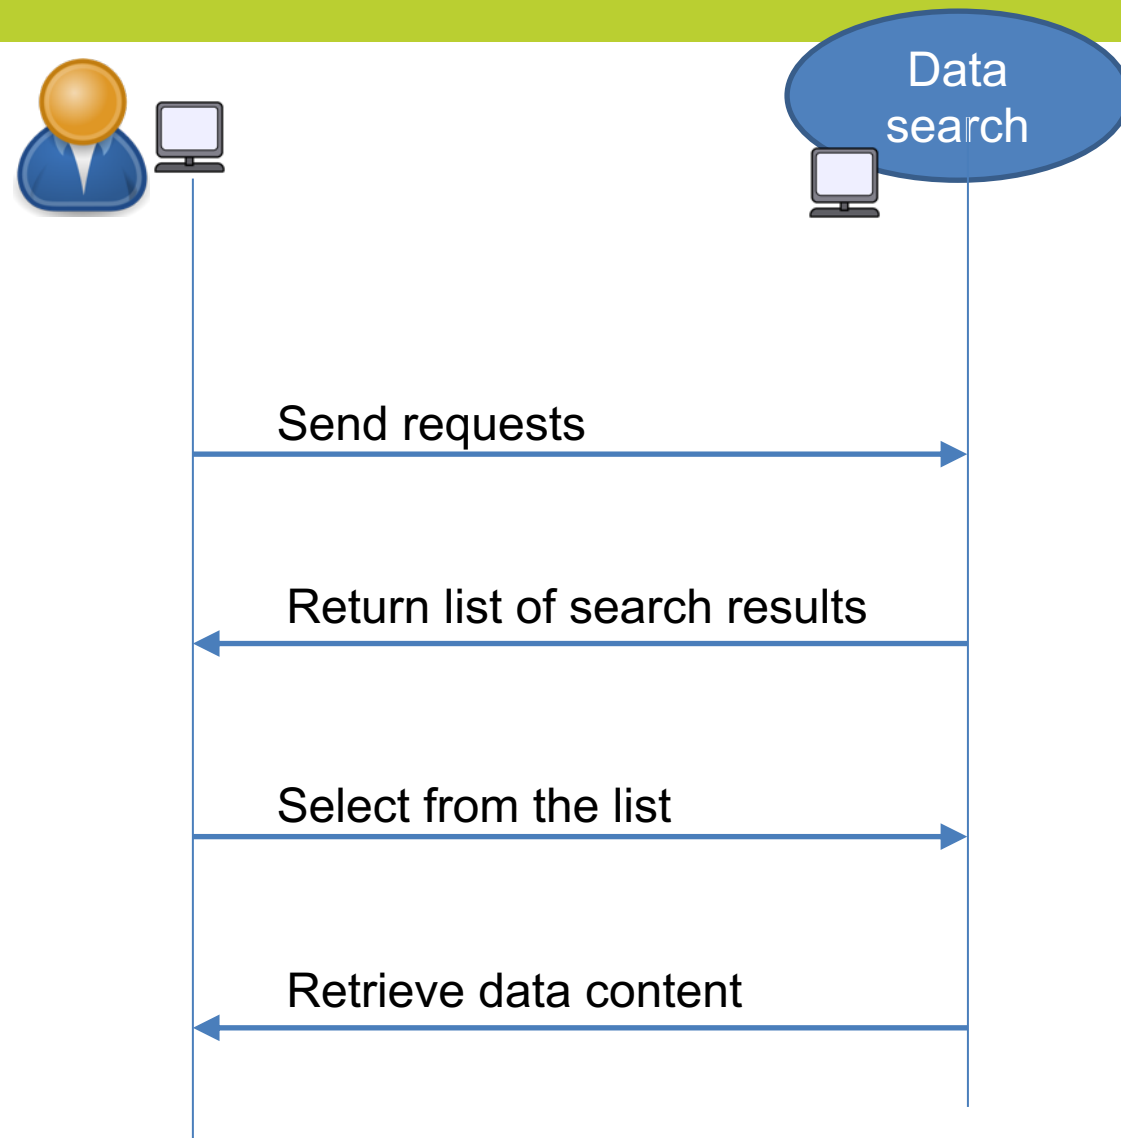 Data
search
Send requests
Return list of search results
Select from the list
Retrieve data content